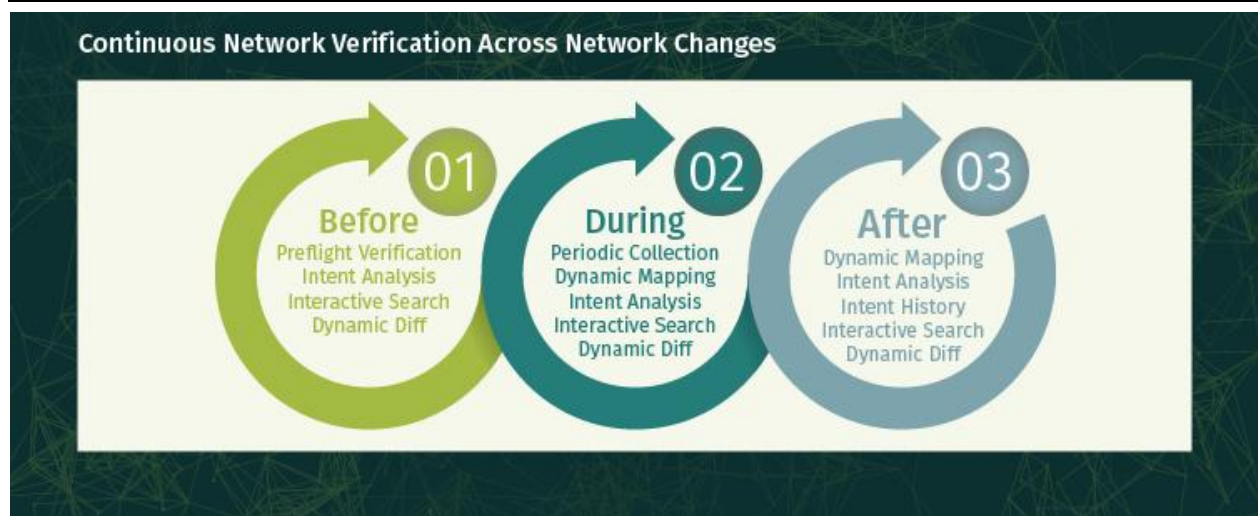 Continuous Network Verification Across Network Changes
01
Before
Preflight Verification
Intent Analysis
Interactive Search
Dynamic Diff
02
During
Periodic Collection
Dynamic Mapping
Intent Analysis
Interactive Search
Dynamic Diff
03
After
Dynamic Mapping
Intent Analysis
Intent History
Interactive Search
Dynamic Diff